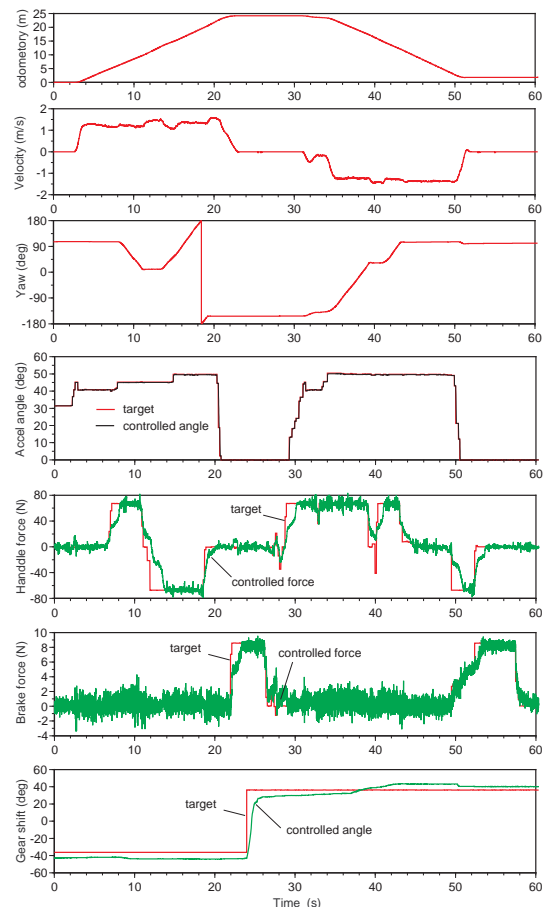 25
20
15
10
5
0
odometory (m)
0 10 20 30 40 50 60
2
1
0
-1
-2
Velocity (m/s)
0 10 20 30 40 50 60
180
90
0
-90
-180
Yaw (deg)
0 10 20 30 40 50 60
60
50
40
30
20
10
0
Accel angle (deg)
target
controlled angle
0 10 20 30 40 50 60
80
40
0
-40
-80
Handdle force (N)
target
controlled force
0 10 20 30 40 50 60
10
8
6
4
2
0
-2
-4
Brake force (N)
target
controlled force
0 10 20 30 40 50 60
60
40
20
0
-20
-40
-60
Gear shift (deg)
target
controlled angle
0 10 20 30 40 50 60
Time (s)